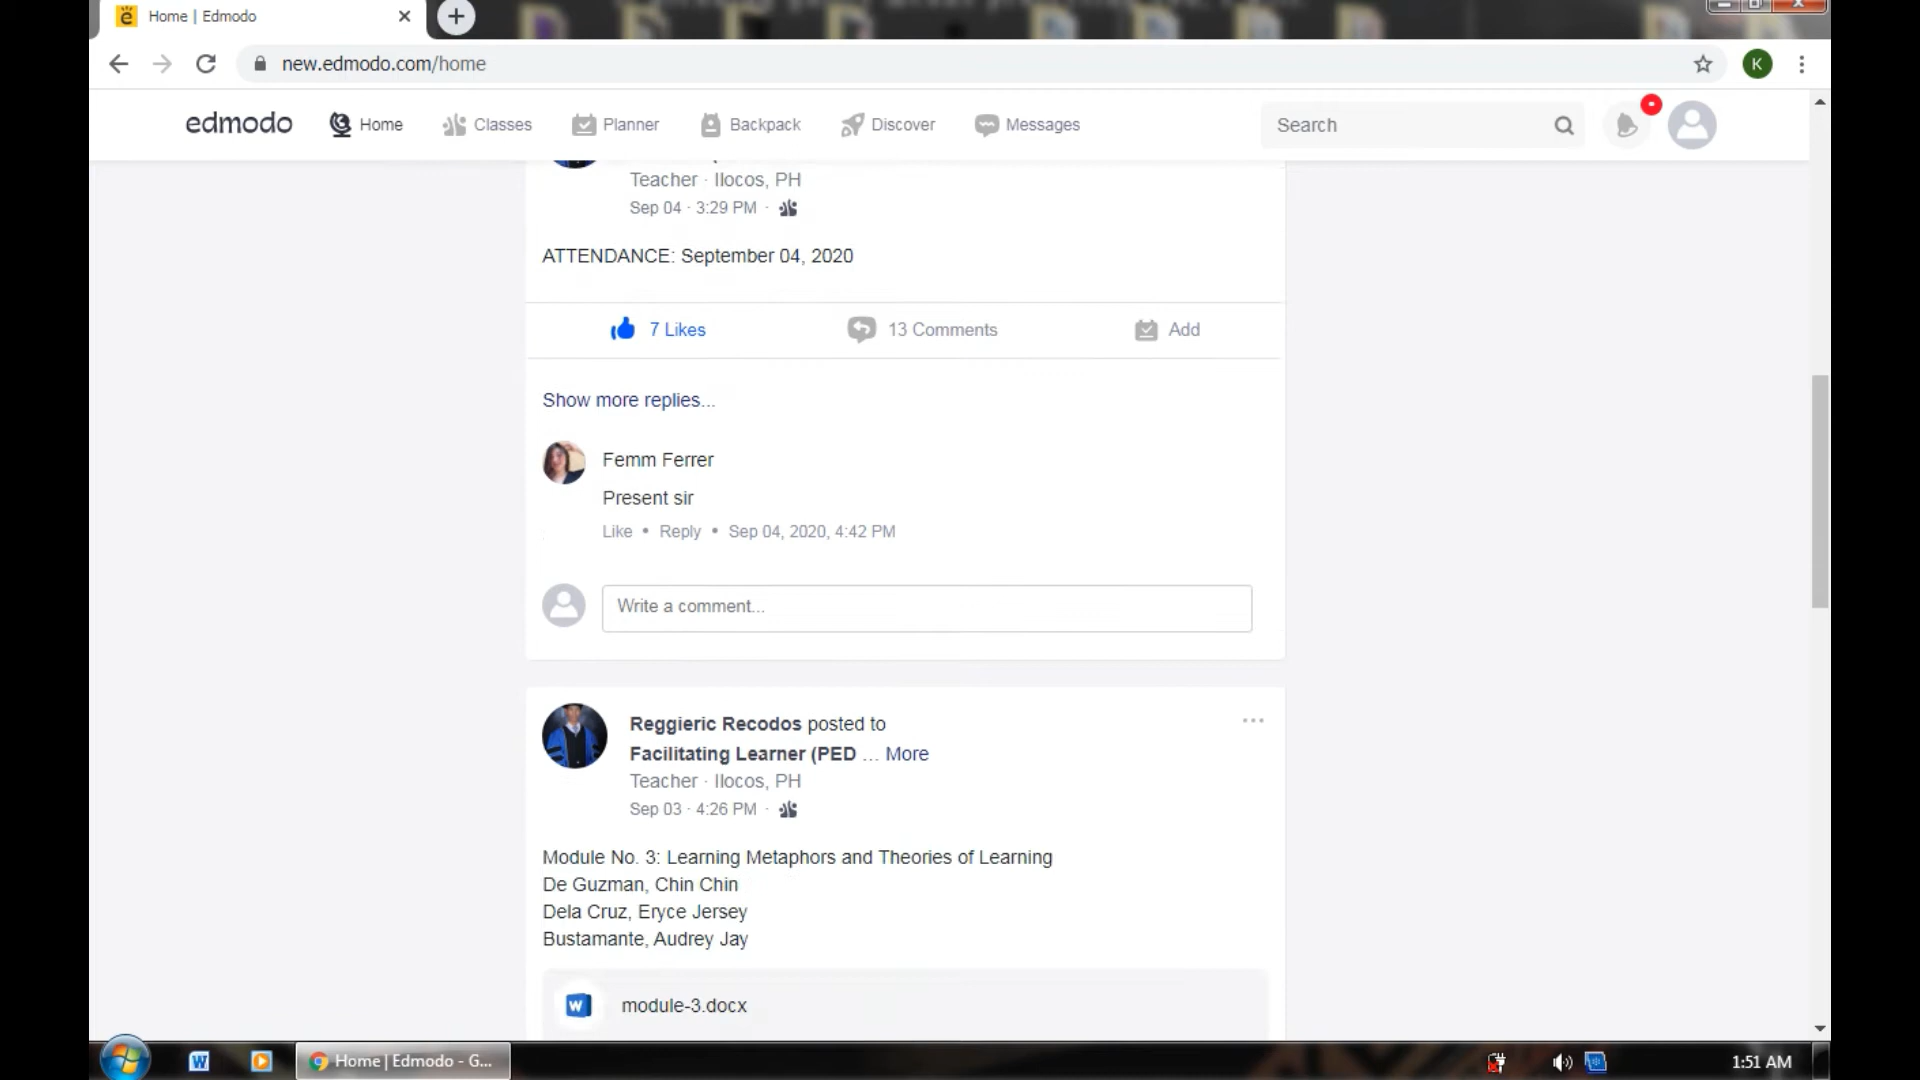 Home | Edmodo
new.edmodo.com/home
K
edmodo
Home
Classes
Planner
Backpack
Discover
Messages
Search
Teacher · Ilocos, PH
Sep 04 · 3:29 PM ·
ATTENDANCE: September 04, 2020
7 Likes
13 Comments
Add
Show more replies...
Femm Ferrer
Present sir
Like • Reply • Sep 04, 2020, 4:42 PM
Write a comment...
Reggieric Recodos posted to
Facilitating Learner (PED ... More
Teacher · Ilocos, PH
Sep 03 · 4:26 PM ·
Module No. 3: Learning Metaphors and Theories of Learning
De Guzman, Chin Chin
Dela Cruz, Eryce Jersey
Bustamante, Audrey Jay
W
module-3.docx
W
Home | Edmodo - G...
1:51 AM